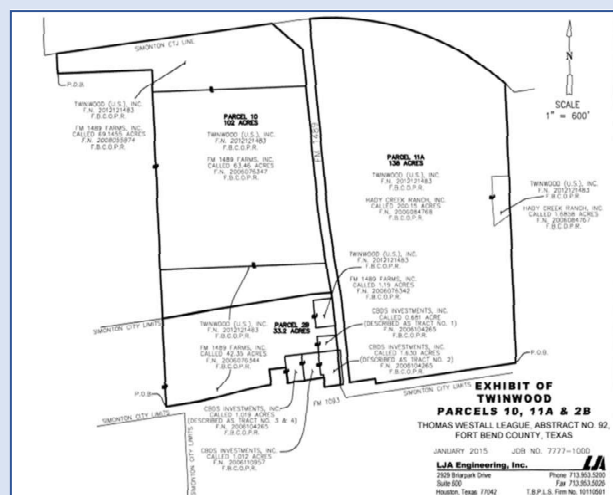 SIMONTON ETJ LINE
N
SCALE
1" = 600'
P.O.B.
TWINWOOD (U.S.), INC.
F.N. 2012121483
F.B.C.O.P.R.
FM 1489 FARMS, INC.
CALLED 89.1455 ACRES
F.N. 2008055874
F.B.C.O.P.R.
PARCEL 10
102 ACRES
TWINWOOD (U.S.), INC.
F.N. 2012121483
F.B.C.O.P.R.
FM 1489 FARMS, INC.
CALLED 63.46 ACRES
F.N. 2006076347
F.B.C.O.P.R.
FM 1489
PARCEL 11A
138 ACRES
TWINWOOD (U.S.), INC.
F.N. 2012121483
F.B.C.O.P.R.
HADY CREEK RANCH, INC.
CALLED 200.15 ACRES
F.N. 2006084768
F.B.C.O.P.R.
TWINWOOD (U.S.), INC.
F.N. 2012121483
F.B.C.O.P.R.
HADY CREEK RANCH, INC.
CALLED 1.6808 ACRES
F.N. 2006084767
F.B.C.O.P.R.
TWINWOOD (U.S.), INC.
F.N. 2012121483
F.B.C.O.P.R.
FM 1489 FARMS, INC.
CALLED 1.19 ACRES
F.N. 2006076342
F.B.C.O.P.R.
SIMONTON CITY LIMITS
TWINWOOD (U.S.), INC.
F.N. 2012121483
F.B.C.O.P.R.
FM 1489 FARMS, INC.
CALLED 42.35 ACRES
F.N. 2006076344
F.B.C.O.P.R.
PARCEL 2B
33.2 ACRES
CBDS INVESTMENTS, INC.
CALLED 0.881 ACRE
(DESCRIBED AS TRACT NO. 1)
F.N. 2006104265
F.B.C.O.P.R.
CBDS INVESTMENTS, INC.
CALLED 1.630 ACRES
(DESCRIBED AS TRACT NO. 2)
F.N. 2006104265
F.B.C.O.P.R.
P.O.B.
P.O.B.
SIMONTON CITY LIMITS
SIMONTON CITY LIMITS
FM 1093
CBDS INVESTMENTS, INC.
CALLED 1.019 ACRES
(DESCRIBED AS TRACT NO. 3 & 4)
F.N. 2006104265
F.B.C.O.P.R.
CBDS INVESTMENTS, INC.
CALLED 1.012 ACRES
F.N. 2006110957
F.B.C.O.P.R.
EXHIBIT OF
TWINWOOD
PARCELS 10, 11A & 2B
THOMAS WESTALL LEAGUE, ABSTRACT NO. 92,
FORT BEND COUNTY, TEXAS
JANUARY 2015 JOB NO. 7777-1000
LJA Engineering, Inc.
2929 Briarpark Drive Phone 713.953.5200
Suite 600 Fax 713.953.5026
Houston, Texas 77042 T.B.P.L.S. Firm No. 10110501